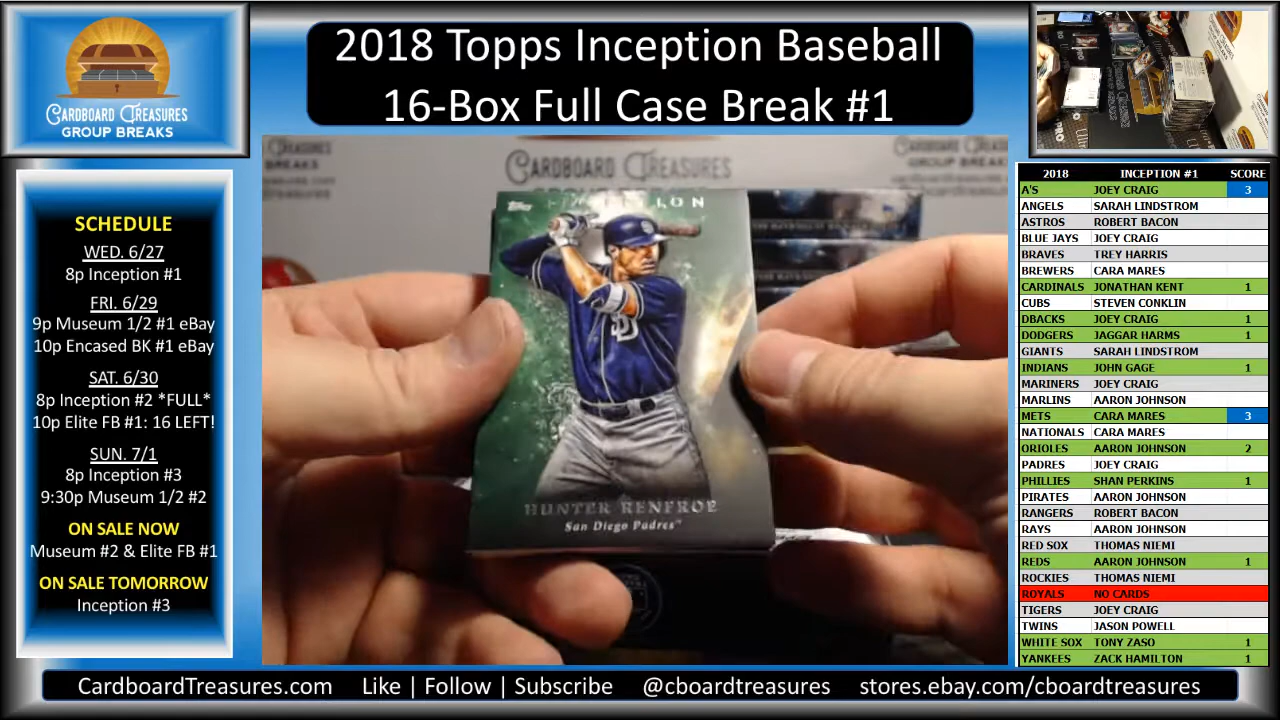 CARDBOARD TREASURES
GROUP BREAKS
2018 Topps Inception Baseball
16-Box Full Case Break #1
SCHEDULE
WED. 6/27
8p Inception #1
FRI. 6/29
9p Museum 1/2 #1 eBay
10p Encased BK #1 eBay
SAT. 6/30
8p Inception #2 *FULL*
10p Elite FB #1: 16 LEFT!
SUN. 7/1
8p Inception #3
9:30p Museum 1/2 #2
ON SALE NOW
Museum #2 & Elite FB #1
ON SALE TOMORROW
Inception #3
CARDBOARD TREASURES
BREAKS
GROUP BREAKS
Topps
HUNTER RENFROE
San Diego Padres™
2018 INCEPTION #1 SCORE
A'S JOEY CRAIG 3
ANGELS SARAH LINDSTROM
ASTROS ROBERT BACON
BLUE JAYS JOEY CRAIG
BRAVES TREY HARRIS
BREWERS CARA MARES
CARDINALS JONATHAN KENT 1
CUBS STEVEN CONKLIN
DBACKS JOEY CRAIG 1
DODGERS JAGGAR HARMS 1
GIANTS SARAH LINDSTROM
INDIANS JOHN GAGE 1
MARINERS JOEY CRAIG
MARLINS AARON JOHNSON
METS CARA MARES 3
NATIONALS CARA MARES
ORIOLES AARON JOHNSON 2
PADRES JOEY CRAIG
PHILLIES SHAN PERKINS 1
PIRATES AARON JOHNSON
RANGERS ROBERT BACON
RAYS AARON JOHNSON
RED SOX THOMAS NIEMI
REDS AARON JOHNSON 1
ROCKIES THOMAS NIEMI
ROYALS NO CARDS
TIGERS JOEY CRAIG
TWINS JASON POWELL
WHITE SOX TONY ZASO 1
YANKEES ZACK HAMILTON 1
CardboardTreasures.com Like | Follow | Subscribe @cboardtreasures stores.ebay.com/cboardtreasures